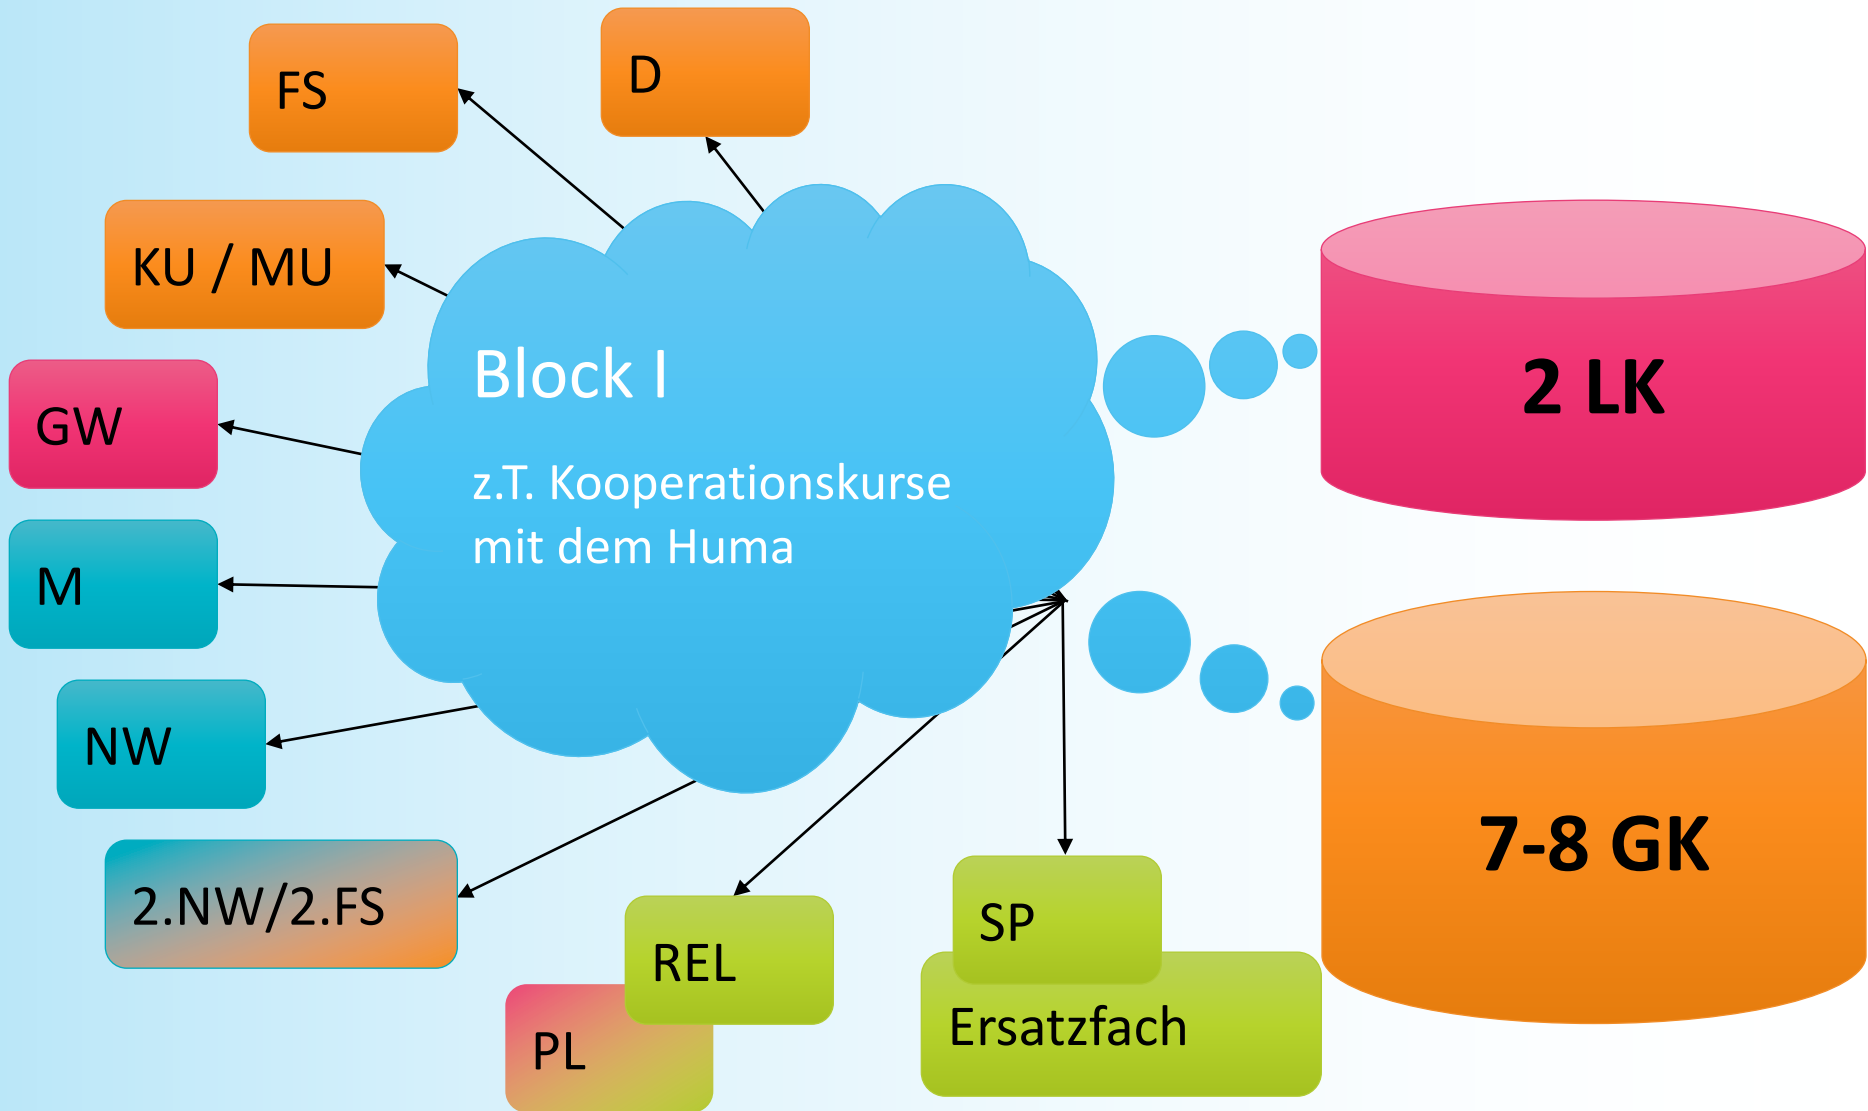 FS
D
KU / MU
GW
M
NW
2.NW/2.FS
PL
REL
SP
Ersatzfach
Block I
z.T. Kooperationskurse
mit dem Huma
2 LK
7-8 GK